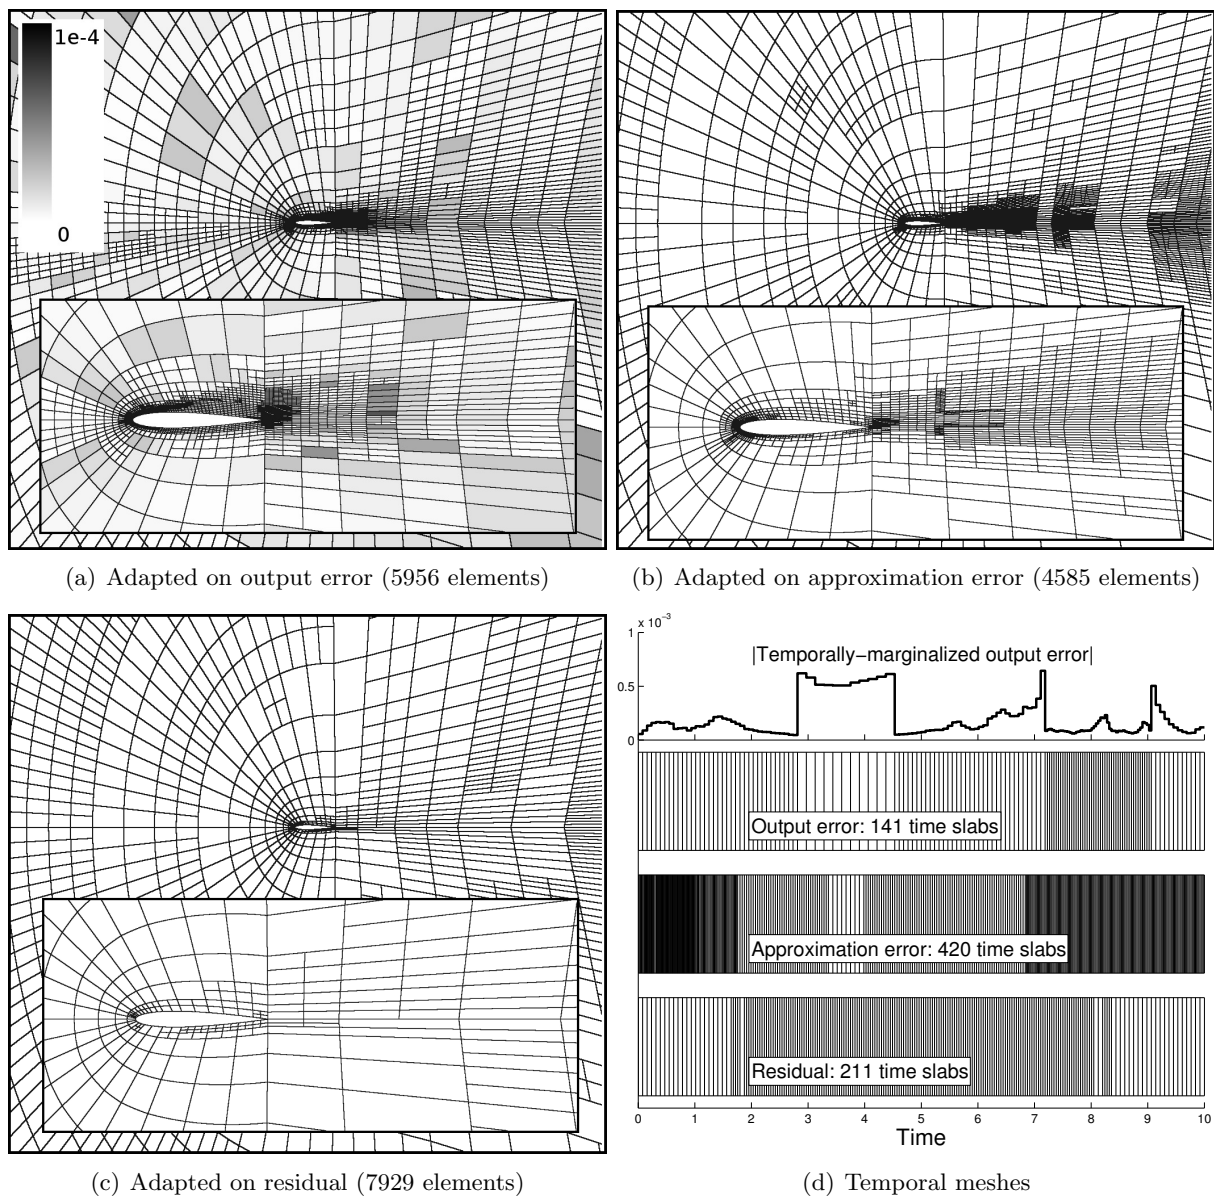 1e-4
0
(a) Adapted on output error (5956 elements)
(b) Adapted on approximation error (4585 elements)
x 10⁻³
1
|Temporally−marginalized output error|
0.5
0
Output error: 141 time slabs
Approximation error: 420 time slabs
Residual: 211 time slabs
0 1 2 3 4 5 6 7 8 9 10
Time
(c) Adapted on residual (7929 elements)
(d) Temporal meshes